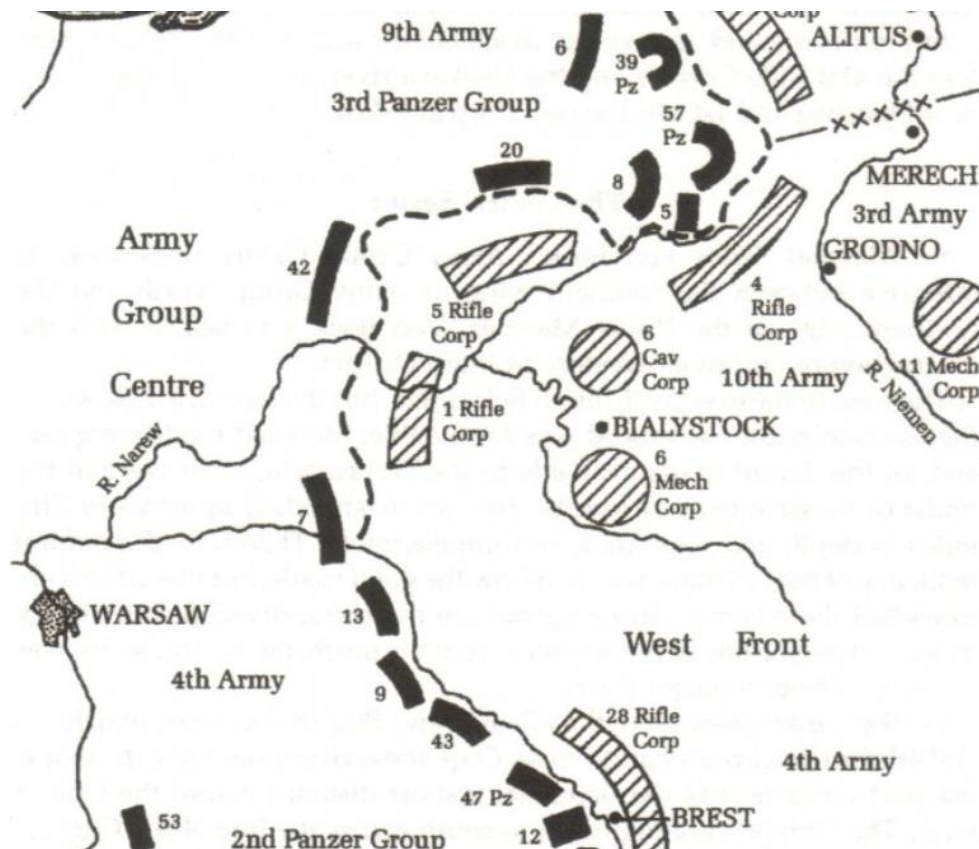 Corp
ALITUS
9th Army
6
39
Pz
3rd Panzer Group
57
Pz
20
8
5
MERECH
3rd Army
GRODNO
Army
Group
Centre
42
5 Rifle
Corp
4
Rifle
Corp
6
Cav
Corp
11 Mech
Corp
10th Army
R. Niemen
1 Rifle
Corp
BIALYSTOCK
6
Mech
Corp
R. Narew
7
WARSAW
13
West Front
4th Army
9
43
28 Rifle
Corp
4th Army
47 Pz
BREST
12
53
2nd Panzer Group